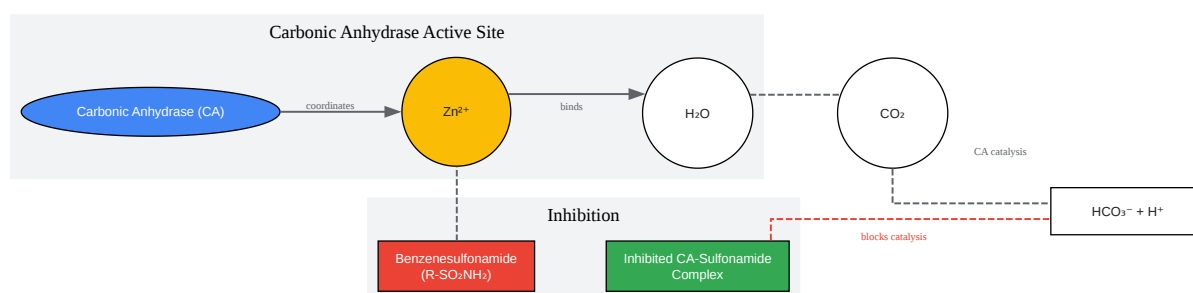 Carbonic Anhydrase Active Site
Carbonic Anhydrase (CA)
coordinates
Zn²⁺
binds
H₂O
CO₂
CA catalysis
HCO₃⁻ + H⁺
Inhibition
blocks catalysis
Benzenesulfonamide
(R-SO₂NH₂)
Inhibited CA-Sulfonamide
Complex